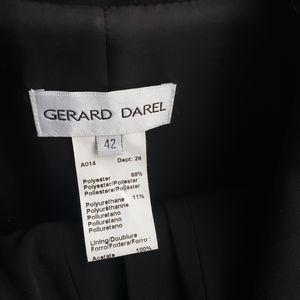 GERARD DAREL
42
A014 Dept: 26
Polyester 89%
Polyester/Poliester
Poliestere/Poliéster
Polyurethane 11%
Polyuréthanne
Poliuretano
Poliuretano
Lining/Doublure
Forro/Fodera/Forro :
Acetate 100%